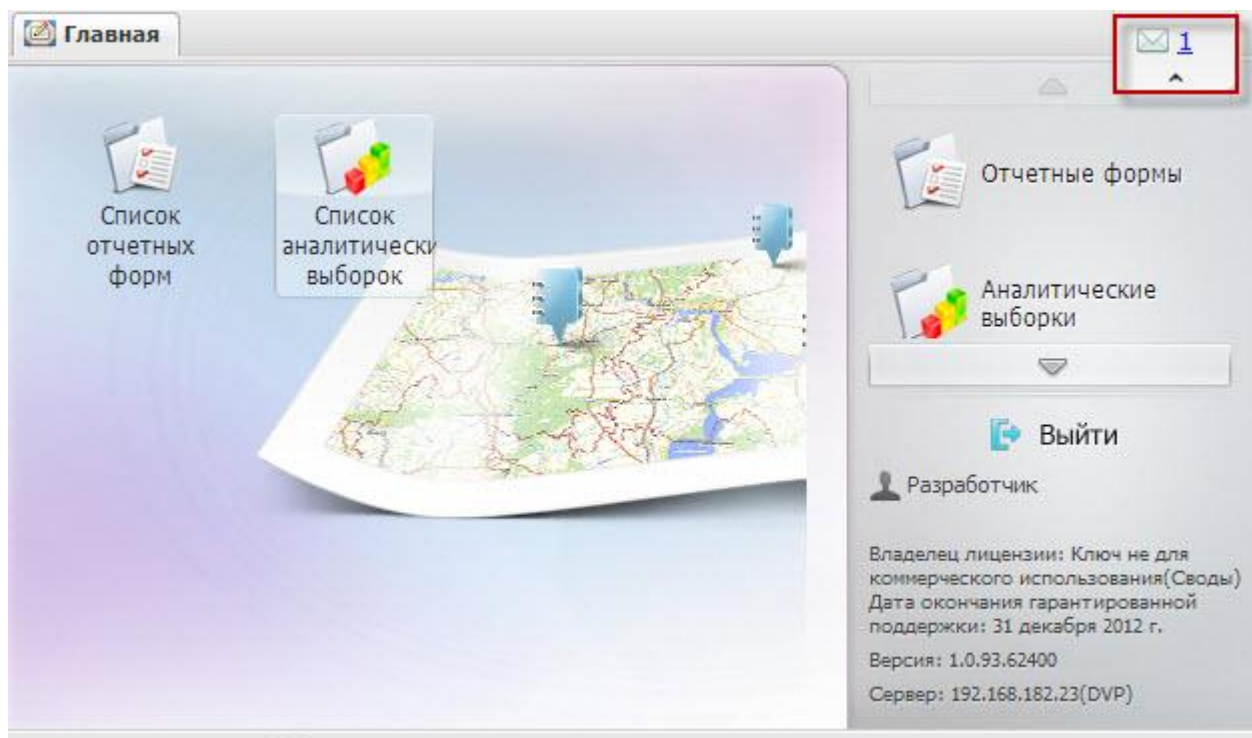 Главная
1
Список
отчетных
форм
Список
аналитически
выборок
Отчетные формы
Аналитические
выборки
Выйти
Разработчик
Владелец лицензии: Ключ не для
коммерческого использования(Своды)
Дата окончания гарантированной
поддержки: 31 декабря 2012 г.
Версия: 1.0.93.62400
Сервер: 192.168.182.23(DVP)